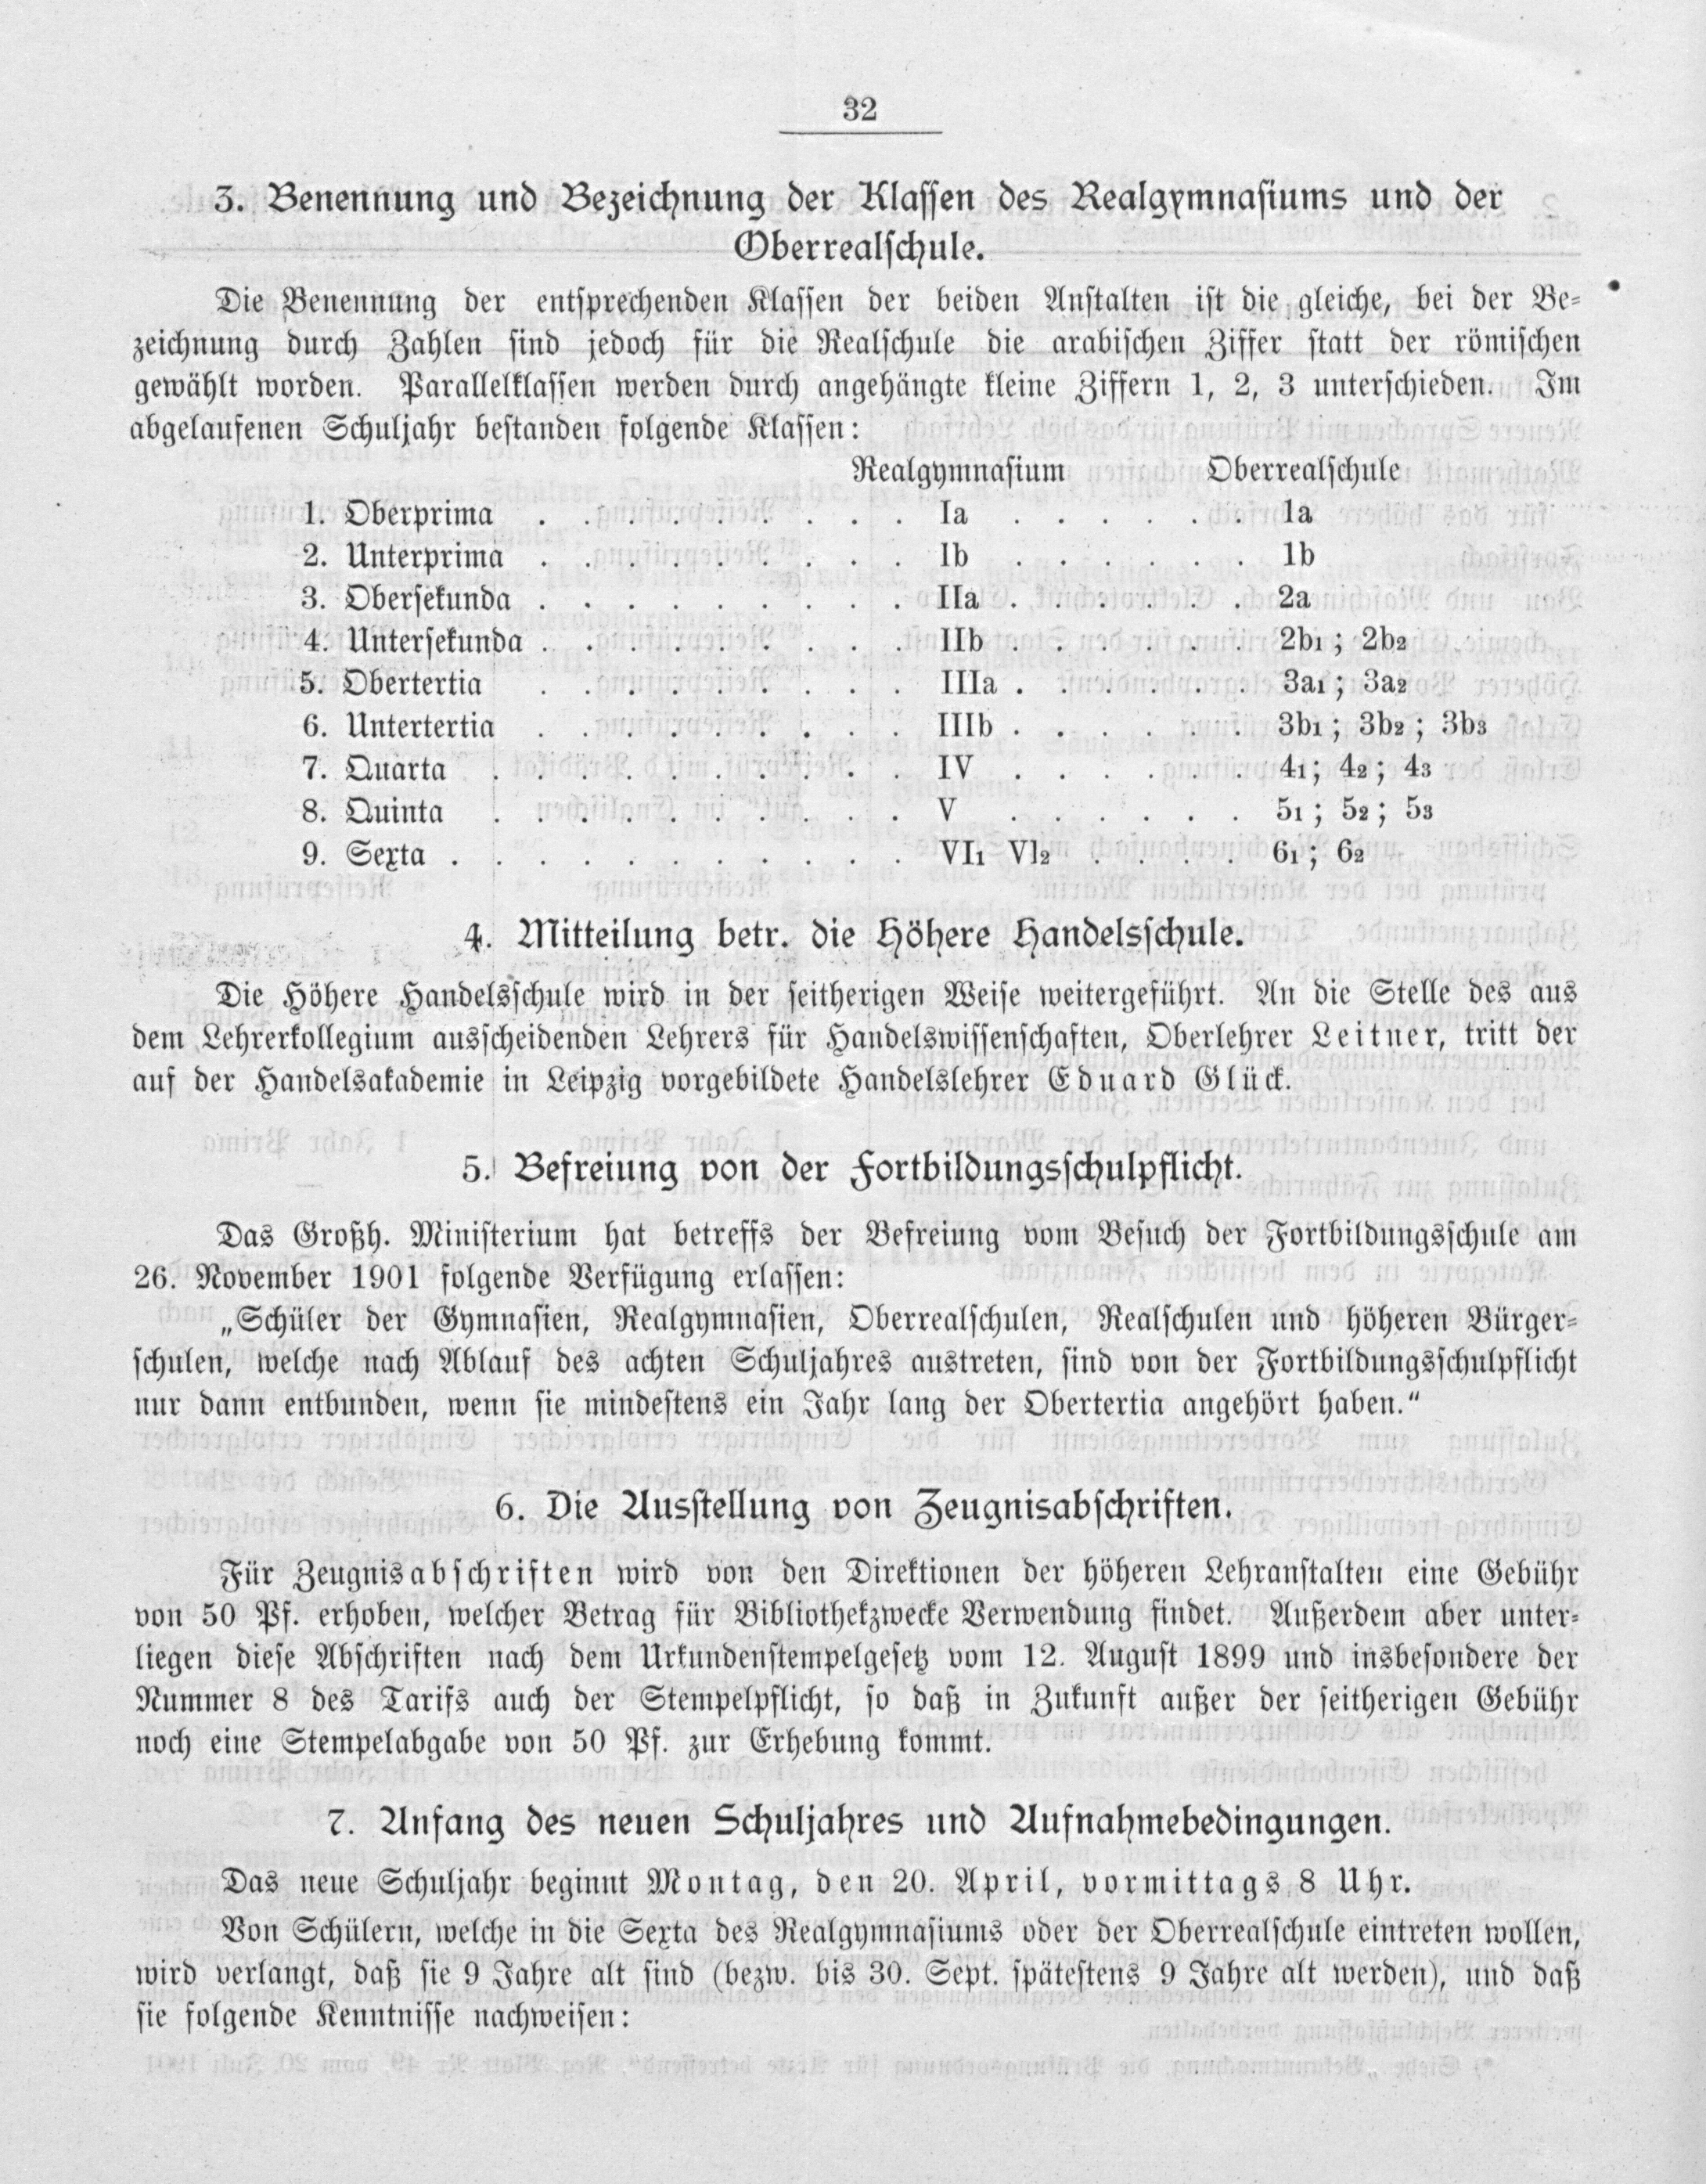 32
3. Benennung und Bezeichnung der Klassen des Realgymnasiums und der
Oberrealschule.
Die Benennung der entsprechenden Klassen der beiden Anstalten ist die gleiche, bei der Be-
zeichnung durch Zahlen sind jedoch für die Realschule die arabischen Ziffer statt der römischen
gewählt worden. Parallelklassen werden durch angehängte kleine Ziffern 1, 2, 3 unterschieden. Im
abgelaufenen Schuljahr bestanden folgende Klassen:
Realgymnasium Oberrealschule
1. Oberprima . . . . . . . . . Ia . . . . . . 1a
2. Unterprima . . . . . . . . . Ib . . . . . . 1b
3. Obersekunda . . . . . . . . . IIa . . . . . . 2a
4. Untersekunda . . . . . . . . . IIb . . . . . . 2b₁ ; 2b₂
5. Obertertia . . . . . . . . . IIIa . . . . . . 3a₁ ; 3a₂
6. Untertertia . . . . . . . . . IIIb . . . . . . 3b₁ ; 3b₂ ; 3b₃
7. Quarta . . . . . . . . . . IV . . . . . . 4₁ ; 4₂ ; 4₃
8. Quinta . . . . . . . . . . V . . . . . . 5₁ ; 5₂ ; 5₃
9. Sexta . . . . . . . . . . . VI₁ VI₂ . . . . 6₁ ; 6₂
4. Mitteilung betr. die Höhere Handelsschule.
Die Höhere Handelsschule wird in der seitherigen Weise weitergeführt. An die Stelle des aus
dem Lehrerkollegium ausscheidenden Lehrers für Handelswissenschaften, Oberlehrer Leitner, tritt der
auf der Handelsakademie in Leipzig vorgebildete Handelslehrer Eduard Glück.
5. Befreiung von der Fortbildungsschulpflicht.
Das Großh. Ministerium hat betreffs der Befreiung vom Besuch der Fortbildungsschule am
26. November 1901 folgende Verfügung erlassen:
„Schüler der Gymnasien, Realgymnasien, Oberrealschulen, Realschulen und höheren Bürger-
schulen, welche nach Ablauf des achten Schuljahres austreten, sind von der Fortbildungsschulpflicht
nur dann entbunden, wenn sie mindestens ein Jahr lang der Obertertia angehört haben.“
6. Die Ausstellung von Zeugnisabschriften.
Für Zeugnisabschriften wird von den Direktionen der höheren Lehranstalten eine Gebühr
von 50 Pf. erhoben, welcher Betrag für Bibliothekzwecke Verwendung findet. Außerdem aber unter-
liegen diese Abschriften nach dem Urkundenstempelgesetz vom 12. August 1899 und insbesondere der
Nummer 8 des Tarifs auch der Stempelpflicht, so daß in Zukunft außer der seitherigen Gebühr
noch eine Stempelabgabe von 50 Pf. zur Erhebung kommt.
7. Anfang des neuen Schuljahres und Aufnahmebedingungen.
Das neue Schuljahr beginnt Montag, den 20. April, vormittags 8 Uhr.
Von Schülern, welche in die Sexta des Realgymnasiums oder der Oberrealschule eintreten wollen,
wird verlangt, daß sie 9 Jahre alt sind (bezw. bis 30. Sept. spätestens 9 Jahre alt werden), und daß
sie folgende Kenntnisse nachweisen: